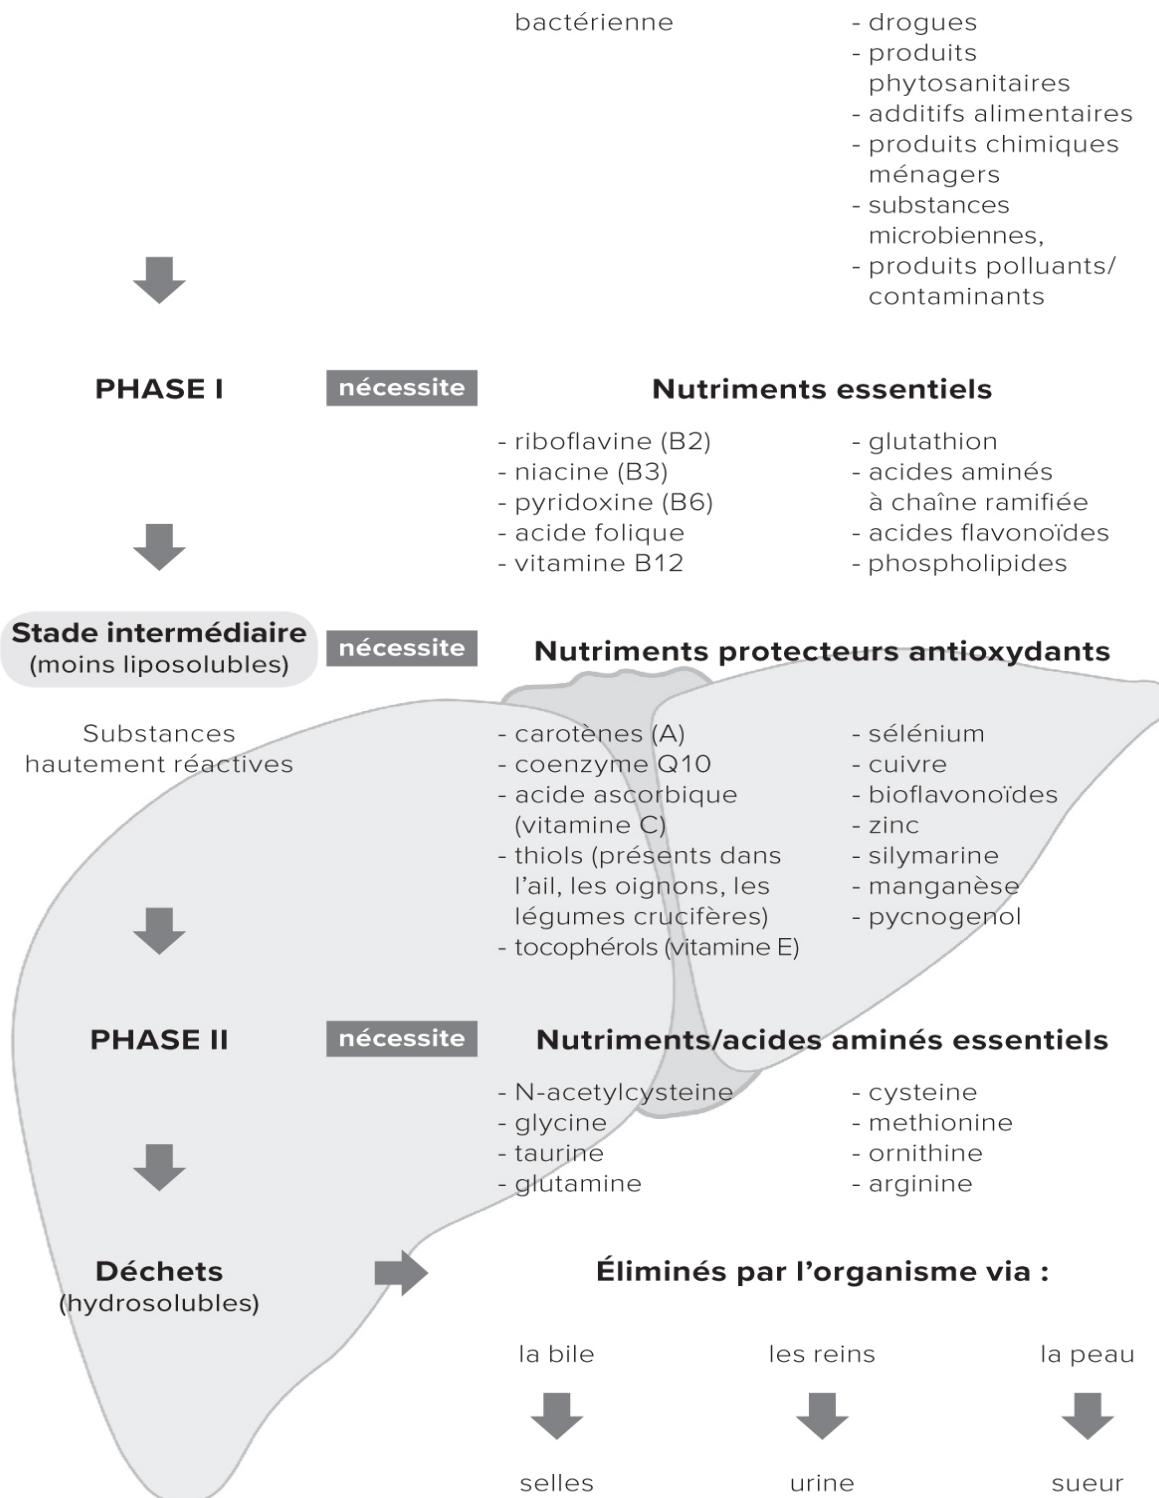 bactérienne
- drogues
- produits
phytosanitaires
- additifs alimentaires
- produits chimiques
ménagers
- substances
microbiennes,
- produits polluants/
contaminants
PHASE I
nécessite
Nutriments essentiels
- riboflavine (B2)
- niacine (B3)
- pyridoxine (B6)
- acide folique
- vitamine B12
- glutathion
- acides aminés
à chaîne ramifiée
- acides flavonoïdes
- phospholipides
Stade intermédiaire
(moins liposolubles)
nécessite
Nutriments protecteurs antioxydants
Substances
hautement réactives
- carotènes (A)
- coenzyme Q10
- acide ascorbique
(vitamine C)
- thiols (présents dans
l'ail, les oignons, les
légumes crucifères)
- tocophérols (vitamine E)
- sélénium
- cuivre
- bioflavonoïdes
- zinc
- silymarine
- manganèse
- pycnogenol
PHASE II
nécessite
Nutriments/acides aminés essentiels
- N-acetylcysteine
- glycine
- taurine
- glutamine
- cysteine
- methionine
- ornithine
- arginine
Déchets
(hydrosolubles)
Éliminés par l'organisme via :
la bile
les reins
la peau
selles
urine
sueur